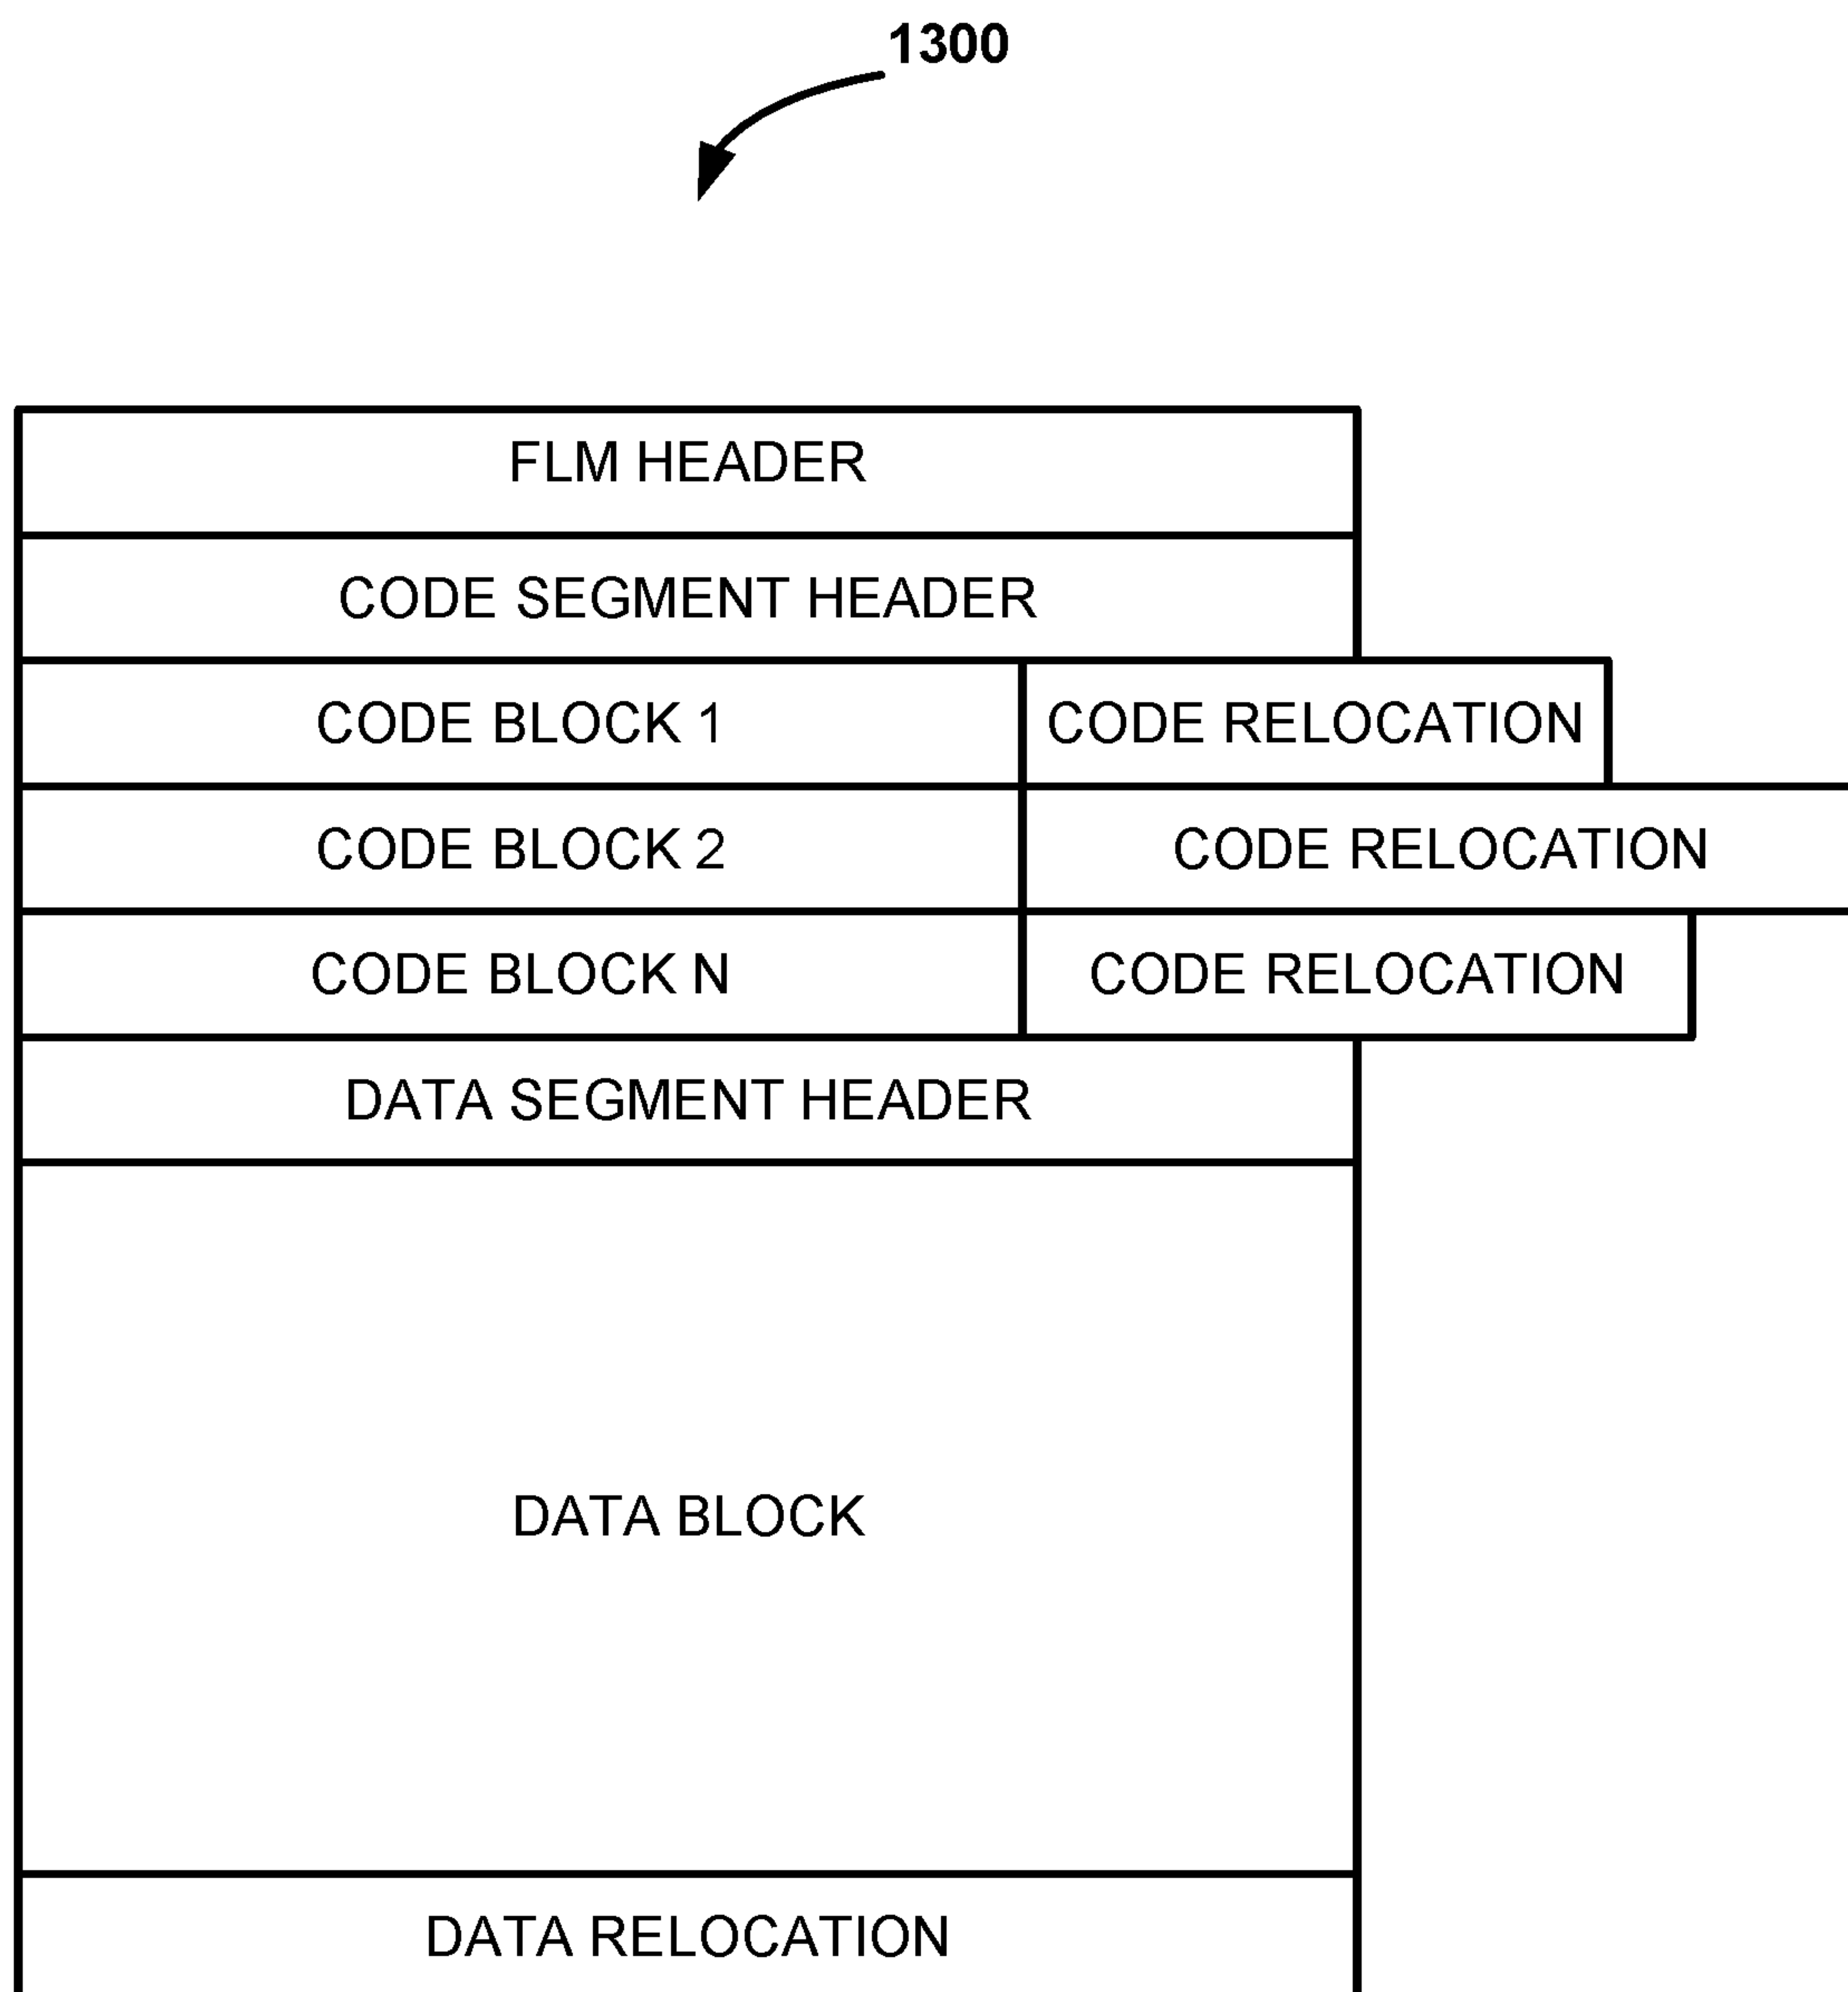 1300
FLM HEADER
CODE SEGMENT HEADER
CODE BLOCK 1 CODE RELOCATION
CODE BLOCK 2 CODE RELOCATION
CODE BLOCK N CODE RELOCATION
DATA SEGMENT HEADER
DATA BLOCK
DATA RELOCATION